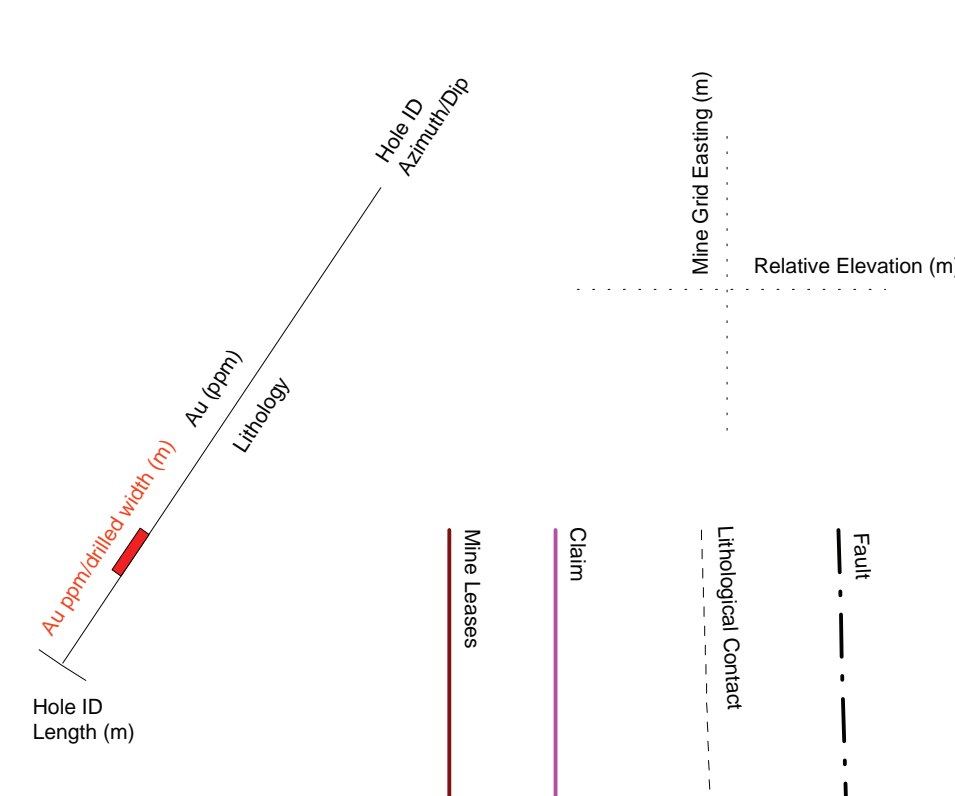 Hole ID
Azimuth/Dip
Mine Grid Easting (m)
Relative Elevation (m)
Au (ppm)
Lithology
Au ppm/drilled width (m)
Hole ID
Length (m)
Mine Leases
Claim
Lithological Contact
Fault